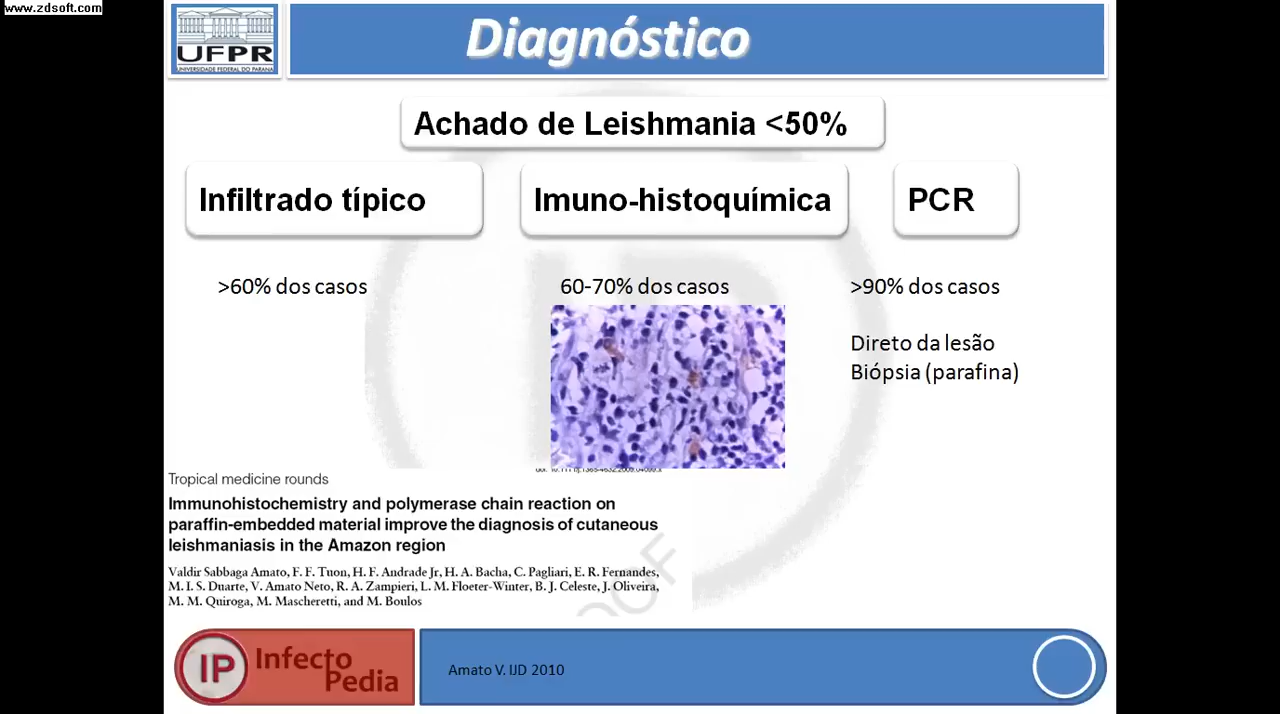 www.zdsoft.com
UFPR
UNIVERSIDADE FEDERAL DO PARANÁ
Diagnóstico
Achado de Leishmania <50%
Infiltrado típico
Imuno-histoquímica
PCR
>60% dos casos
60-70% dos casos
>90% dos casos
Direto da lesão
Biópsia (parafina)
Tropical medicine rounds
Immunohistochemistry and polymerase chain reaction on
paraffin-embedded material improve the diagnosis of cutaneous
leishmaniasis in the Amazon region
Valdir Sabbaga Amato, F. F. Tuon, H. F. Andrade Jr, H. A. Bacha, C. Pagliari, E. R. Fernandes,
M. I. S. Duarte, V. Amato Neto, R. A. Zampieri, L. M. Floeter-Winter, B. J. Celeste, J. Oliveira,
M. M. Quiroga, M. Mascheretti, and M. Boulos
IP
Infecto
Pedia
Amato V. IJD 2010